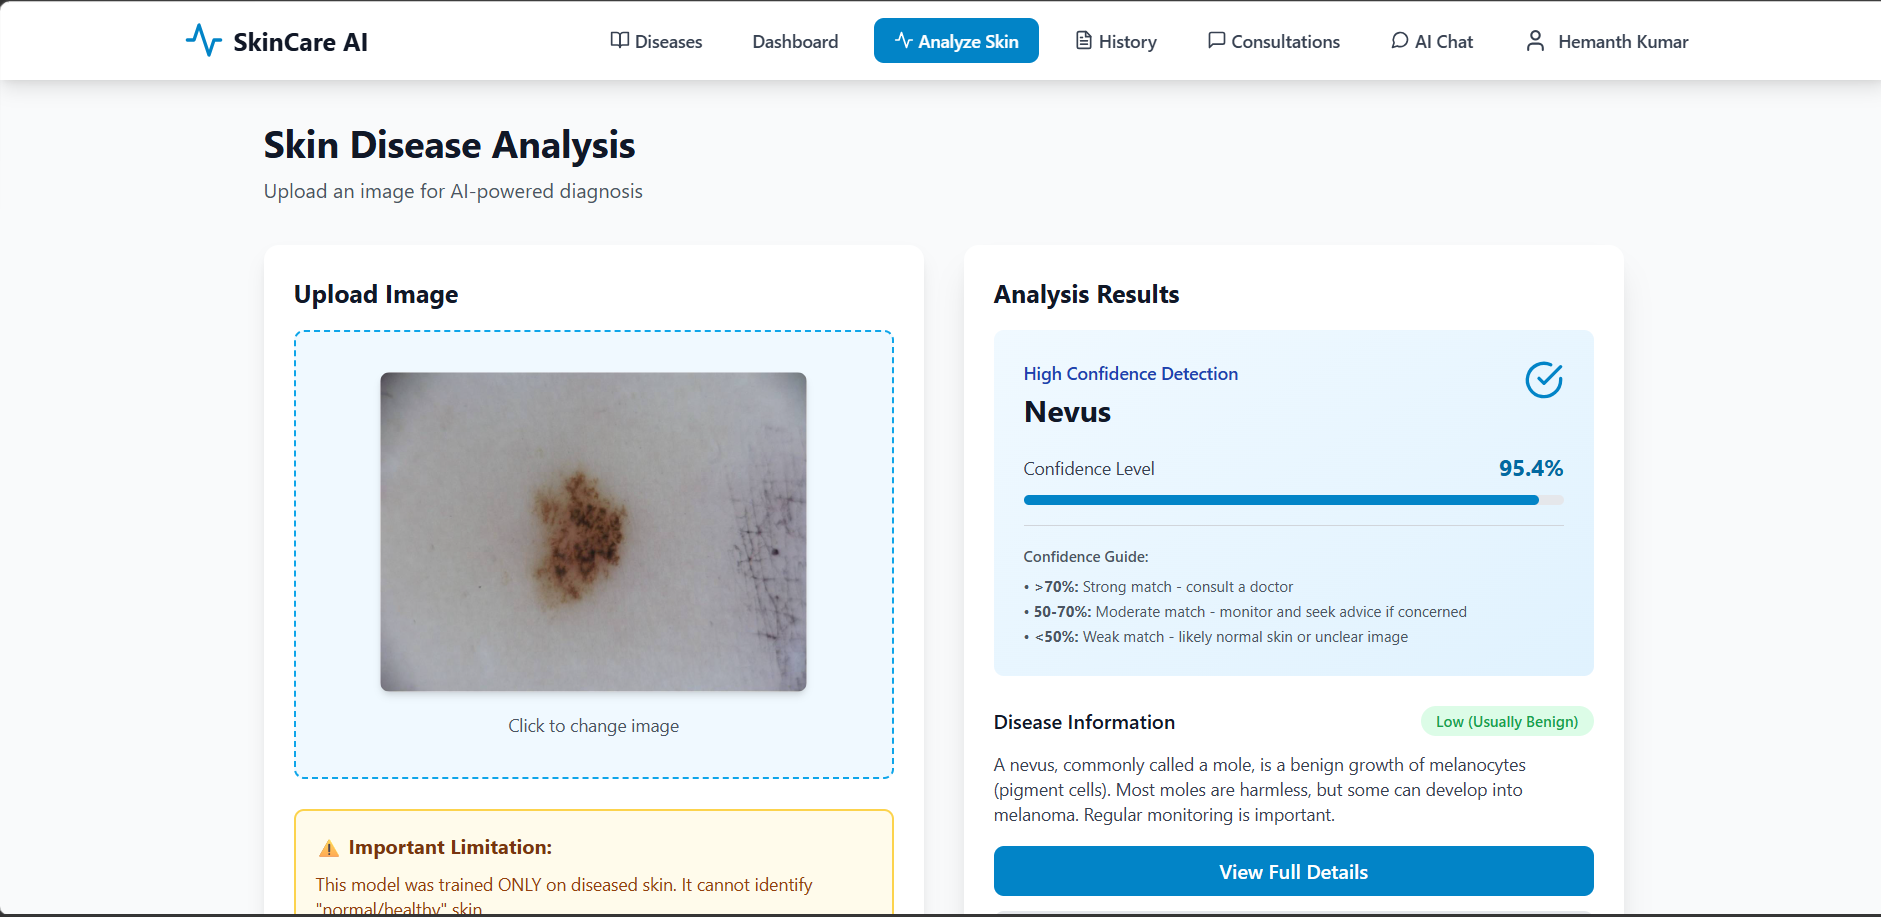 SkinCare AI
Diseases
Dashboard
Analyze Skin
History
Consultations
AI Chat
Hemanth Kumar
Skin Disease Analysis
Upload an image for AI-powered diagnosis
Upload Image
Click to change image
⚠ Important Limitation:
This model was trained ONLY on diseased skin. It cannot identify
"normal/healthy" skin.
Analysis Results
High Confidence Detection
Nevus
Confidence Level
95.4%
Confidence Guide:
• >70%: Strong match - consult a doctor
• 50-70%: Moderate match - monitor and seek advice if concerned
• <50%: Weak match - likely normal skin or unclear image
Disease Information
Low (Usually Benign)
A nevus, commonly called a mole, is a benign growth of melanocytes
(pigment cells). Most moles are harmless, but some can develop into
melanoma. Regular monitoring is important.
View Full Details